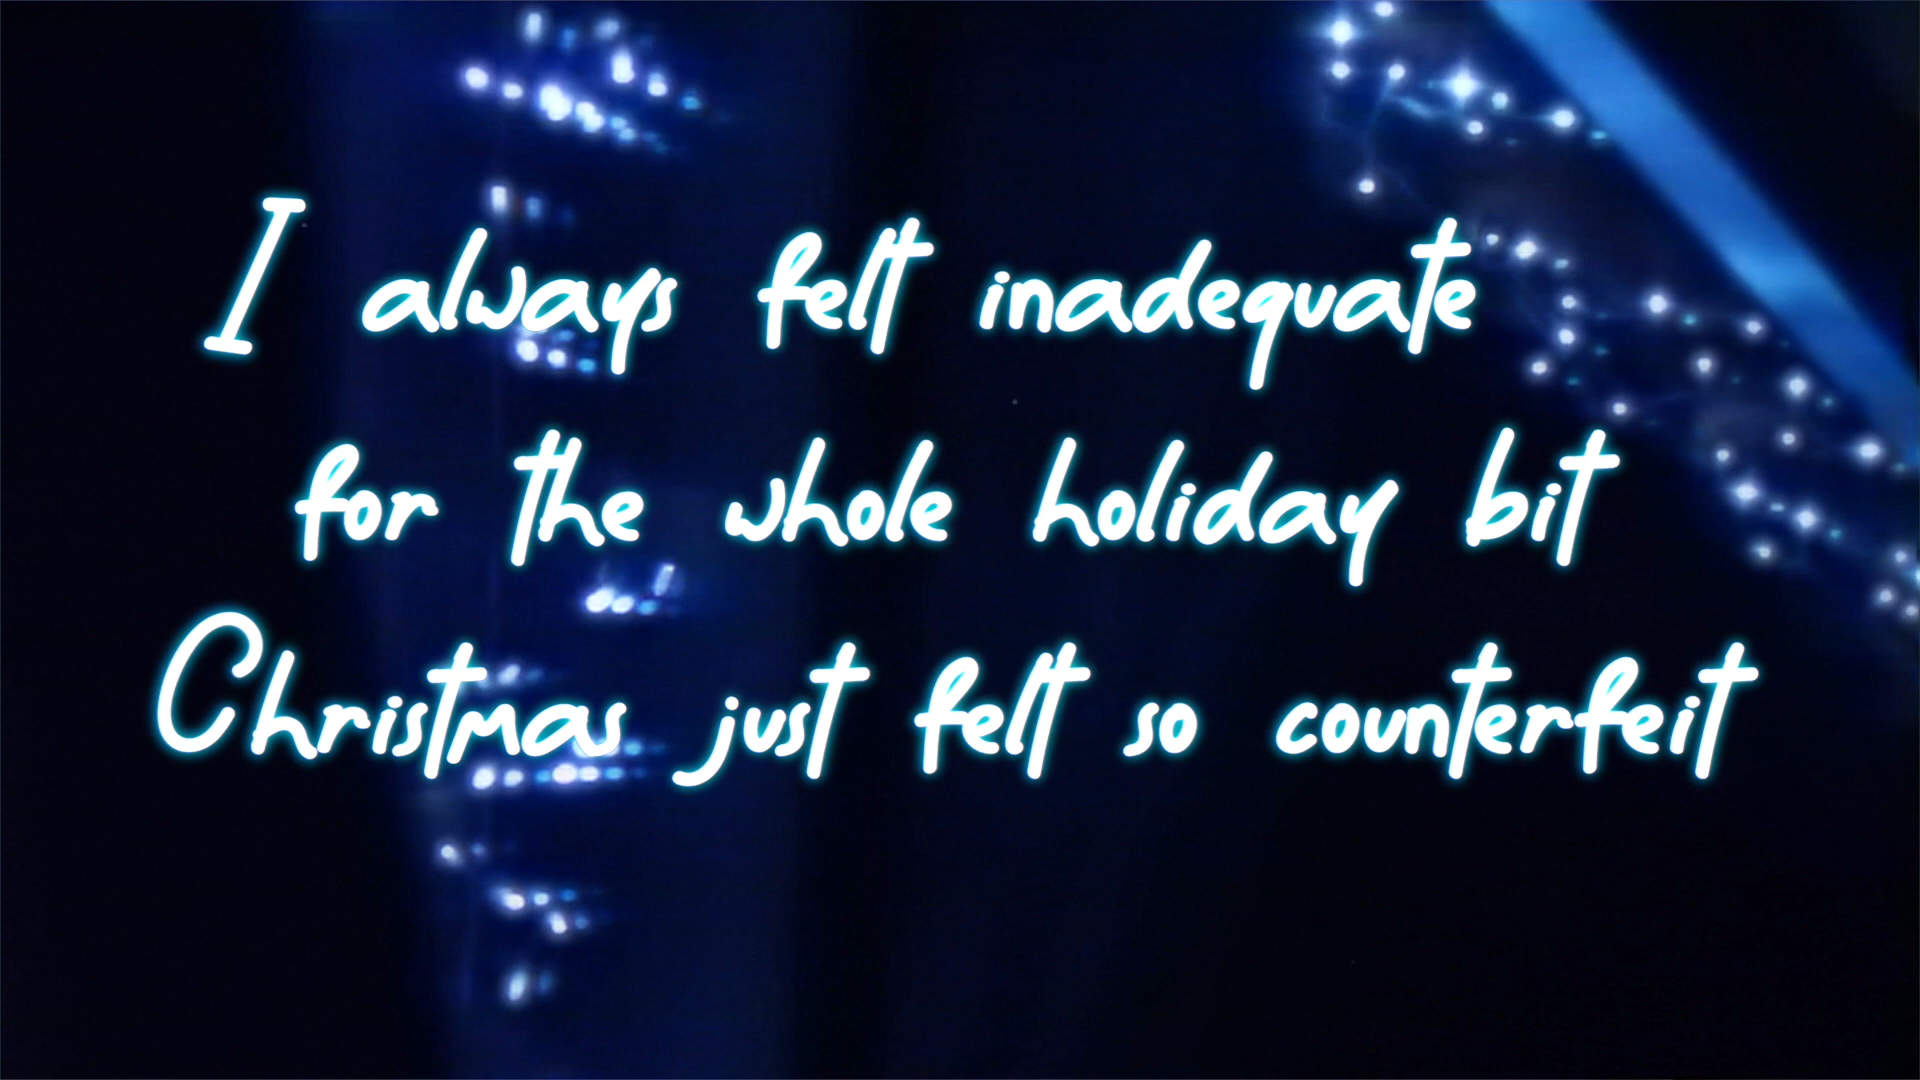 I always felt inadequate
for the whole holiday bit
Christmas just felt so counterfeit